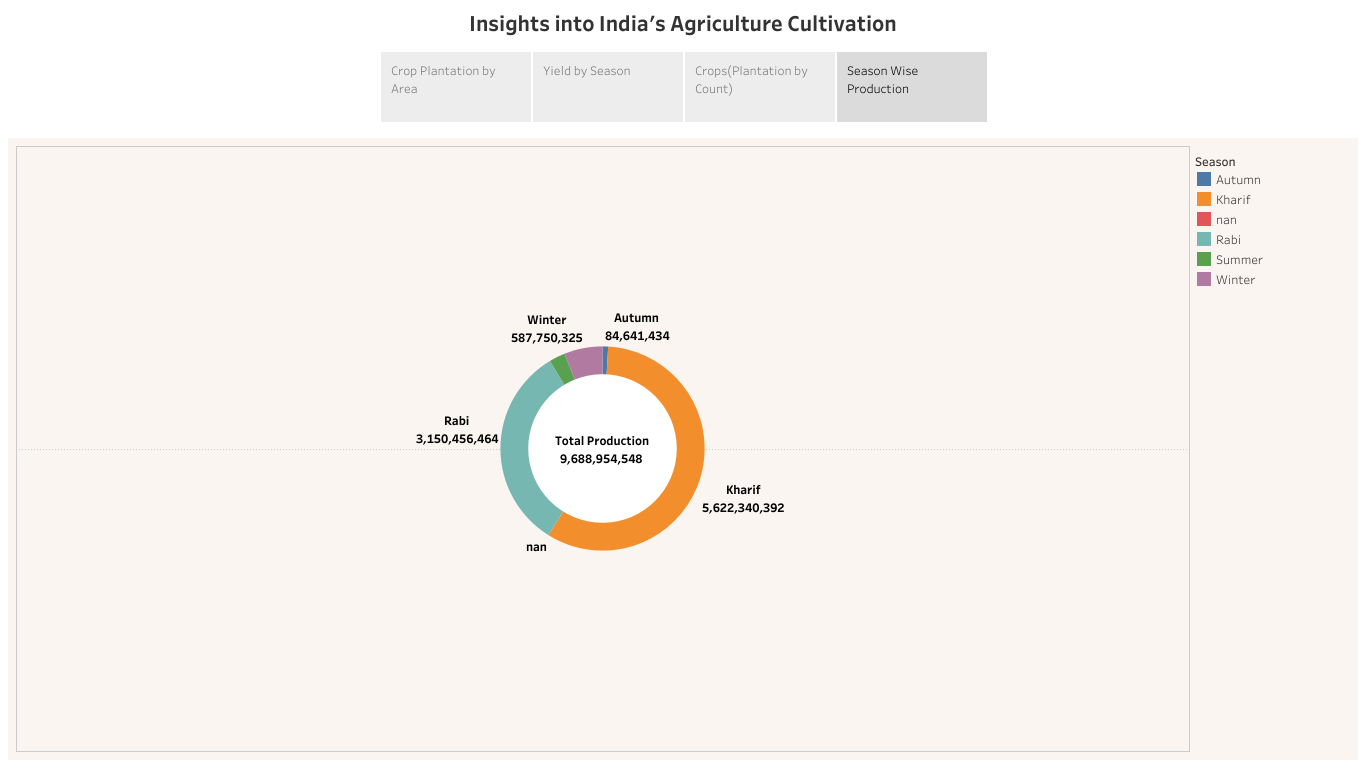 Insights into India’s Agriculture Cultivation
Crop Plantation by
Area
Yield by Season
Crops(Plantation by
Count)
Season Wise
Production
Season
Autumn
Kharif
nan
Rabi
Summer
Winter
Winter
587,750,325
Autumn
84,641,434
Rabi
3,150,456,464
Total Production
9,688,954,548
Kharif
5,622,340,392
nan